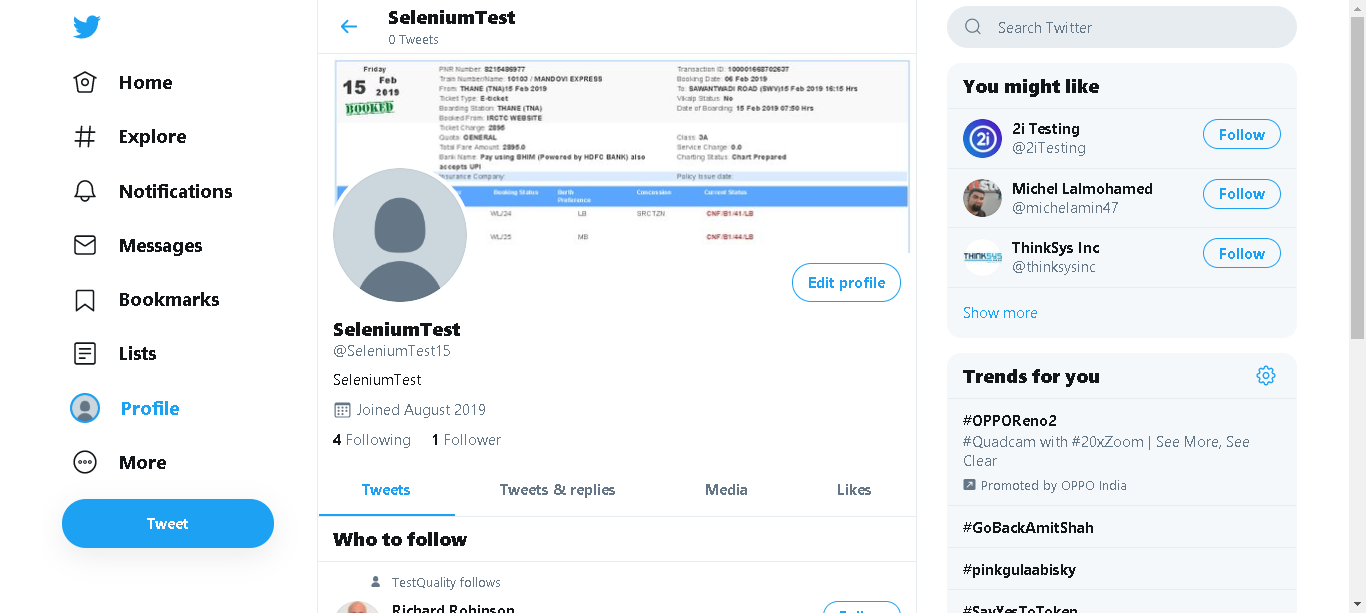 Home
Explore
Notifications
Messages
Bookmarks
Lists
Profile
More
Tweet
SeleniumTest
0 Tweets
Friday
15 Feb
2019
BOOKED
PNR Number: 8215486977
Train Number/Name: 10103 / MANDOVI EXPRESS
From: THANE (TNA)15 Feb 2019
Ticket Type: E-ticket
Boarding Station: THANE (TNA)
Booked From: IRCTC WEBSITE
Ticket Charge: 2895
Quota: GENERAL
Total Fare Amount: 2895.0
Bank Name: Pay using BHIM (Powered by HDFC BANK) also
accepts UPI
Insurance Company:
Transaction ID: 100001668702637
Booking Date: 06 Feb 2019
To: SAWANTWADI ROAD (SWV)15 Feb 2019 16:15 Hrs
Vikalp Status: No
Date of Boarding: 15 Feb 2019 07:50 Hrs
Class: 3A
Service Charge: 0.0
Charting Status: Chart Prepared
Policy Issue date:
Booking Status Berth Preference Concession Current Status
WL/24 LB SRCTZN CNF/B1/41/LB
WL/25 MB CNF/B1/44/LB
Edit profile
SeleniumTest
@SeleniumTest15
SeleniumTest
Joined August 2019
4 Following 1 Follower
Tweets Tweets & replies Media Likes
Who to follow
TestQuality follows
Richard Robinson
Follow
Search Twitter
You might like
2i Testing
@2iTesting
Follow
Michel Lalmohamed
@michelamin47
Follow
THINKSYS
ThinkSys Inc
@thinksysinc
Follow
Show more
Trends for you
#OPPOReno2
#Quadcam with #20xZoom | See More, See
Clear
Promoted by OPPO India
#GoBackAmitShah
#pinkgulaabisky
#SayYesToToken